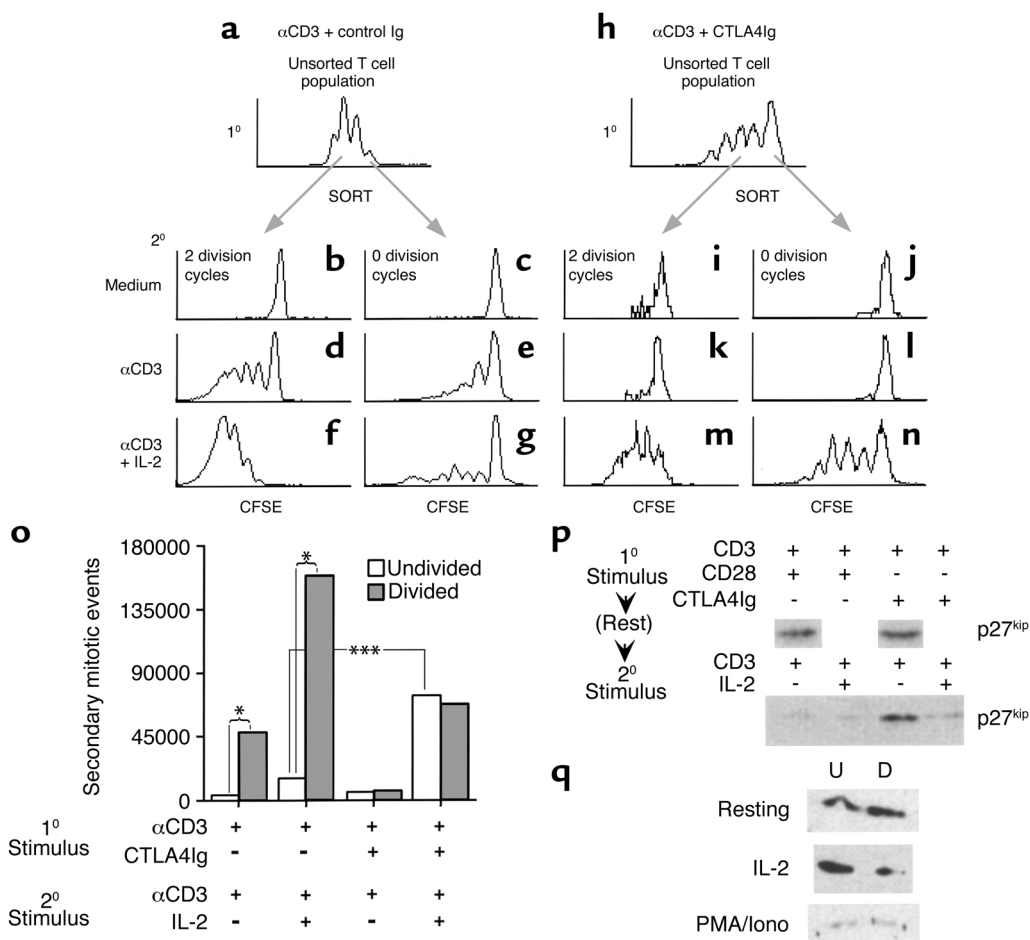 a αCD3 + control Ig
Unsorted T cell
population
1⁰
h αCD3 + CTLA4Ig
Unsorted T cell
population
1⁰
SORT
SORT
2⁰
Medium
2 division
cycles
b
0 division
cycles
c
2 division
cycles
i
0 division
cycles
j
αCD3
d
e
k
l
αCD3
+ IL-2
f
g
m
n
CFSE
CFSE
CFSE
CFSE
o
Secondary mitotic events
180000
135000
90000
45000
0
Undivided
Divided
*
*
***
1⁰
Stimulus
αCD3 + + + +
CTLA4Ig - - + +
2⁰
Stimulus
αCD3 + + + +
IL-2 - + - +
p
1⁰
Stimulus
(Rest)
2⁰
Stimulus
CD3 + + + +
CD28 + + - -
CTLA4Ig - - + +
p27ᵏⁱᵖ
CD3 + + + +
IL-2 - + - +
p27ᵏⁱᵖ
q
U D
Resting
IL-2
PMA/Iono